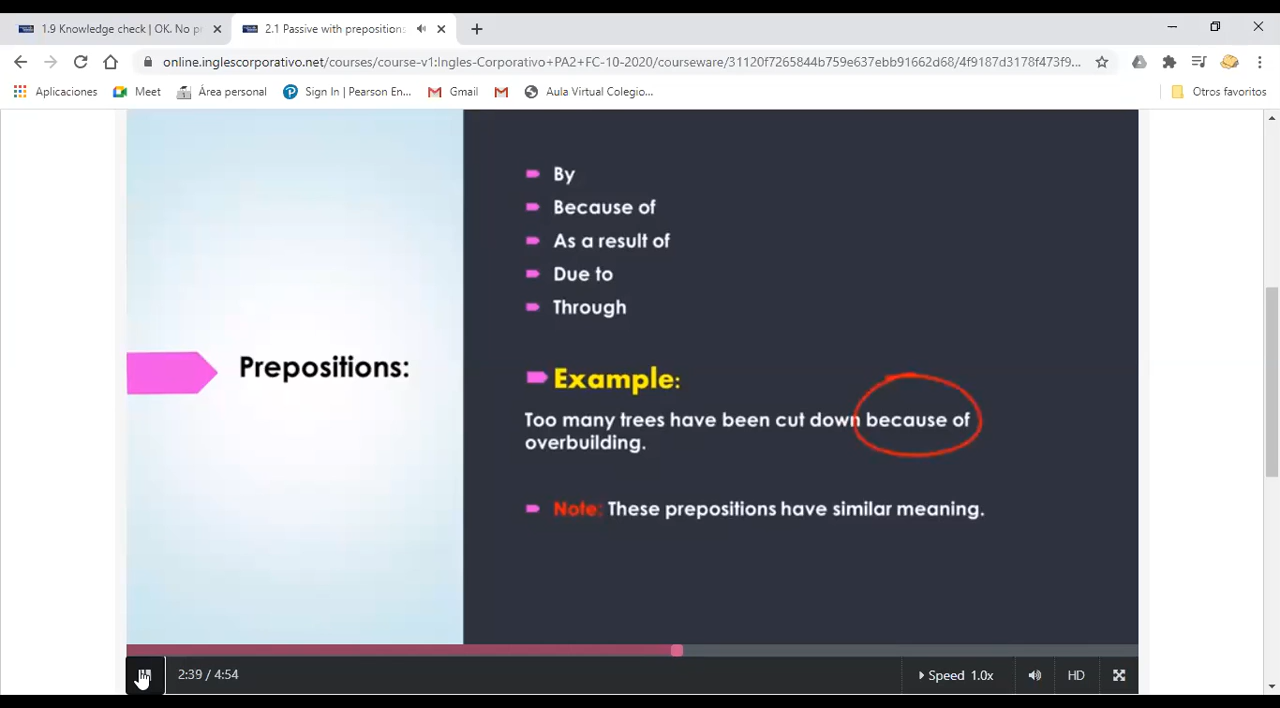 1.9 Knowledge check | OK. No p
2.1 Passive with prepositions
online.inglescorporativo.net/courses/course-v1:Ingles-Corporativo+PA2+FC-10-2020/courseware/31120f7265844b759e637ebb91662d68/4f9187d3178f473f9...
Aplicaciones
Meet
Área personal
Sign In | Pearson En...
Gmail
Aula Virtual Colegio...
Otros favoritos
Prepositions:
By
Because of
As a result of
Due to
Through
Example:
Too many trees have been cut down because of
overbuilding.
Note: These prepositions have similar meaning.
2:39 / 4:54
Speed 1.0x
HD